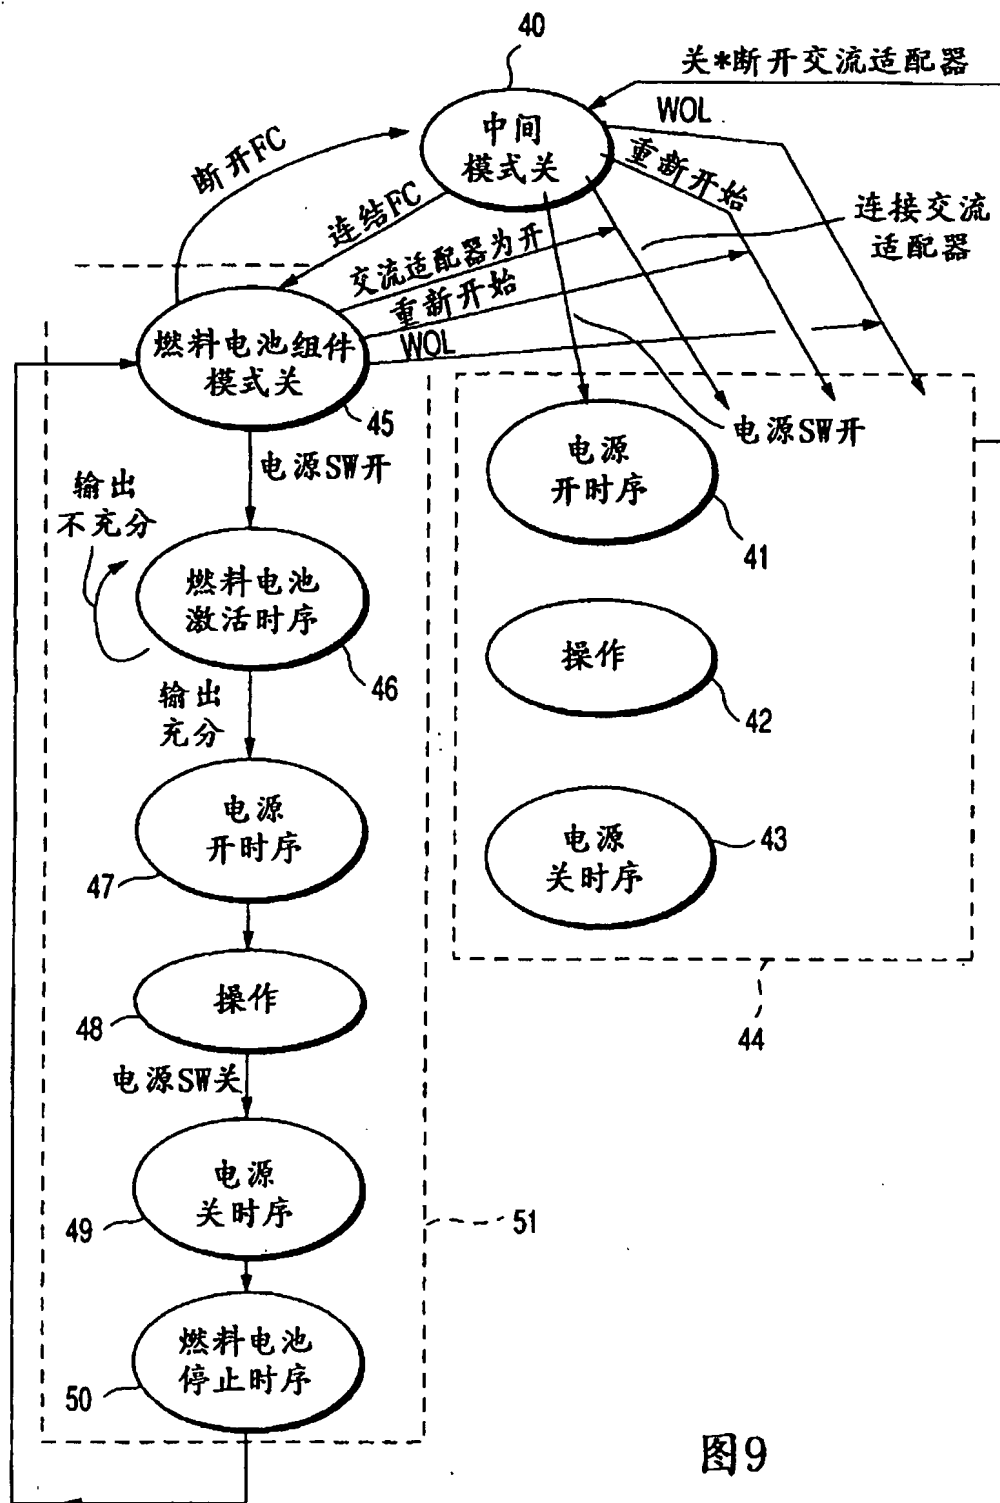 40
关*断开交流适配器
WOL
中间
模式关
断开FC
重新开始
连结FC
连接交流
适配器
交流适配器为开
重新开始
WOL
燃料电池组件
模式关
45
电源SW开
电源SW开
电源
开时序
41
输出
不充分
燃料电池
激活时序
46
操作
42
输出
充分
电源
开时序
47
电源
关时序
43
操作
48
44
电源SW关
电源
关时序
49
51
燃料电池
停止时序
50
图9